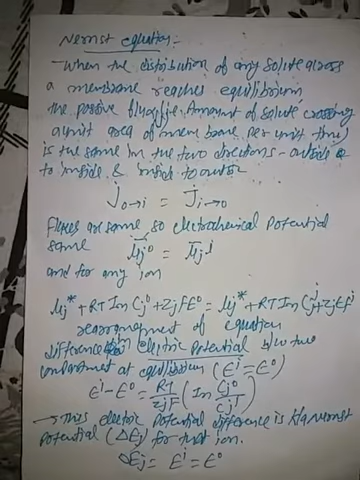 Nernst equation -
- When the distribution of any solute across
a membrane reaches equilibrium,
the passive flux (i.e. Amount of solute crossing
a unit area of membrane per unit time)
is the same in the two directions - outside
to inside & inside to outer
J o→i = J i→o
Fluxes are same, so electrochemical Potential
same μ̄j^o = μ̄j^i
and for any ion
μj* + RT ln Cj^o + zjFE^o = μj* + RT ln Cj^i + zjFE^i
rearrangement of equation
difference in electric potential b/w two
compartment at equilibrium (E^i = E^o)
E^i - E^o = RT/zjF (ln Cj^o/Cj^i)
→ This electric Potential difference is k/a Nernst
Potential (ΔEj) for that ion.
ΔEj = E^i = E^o